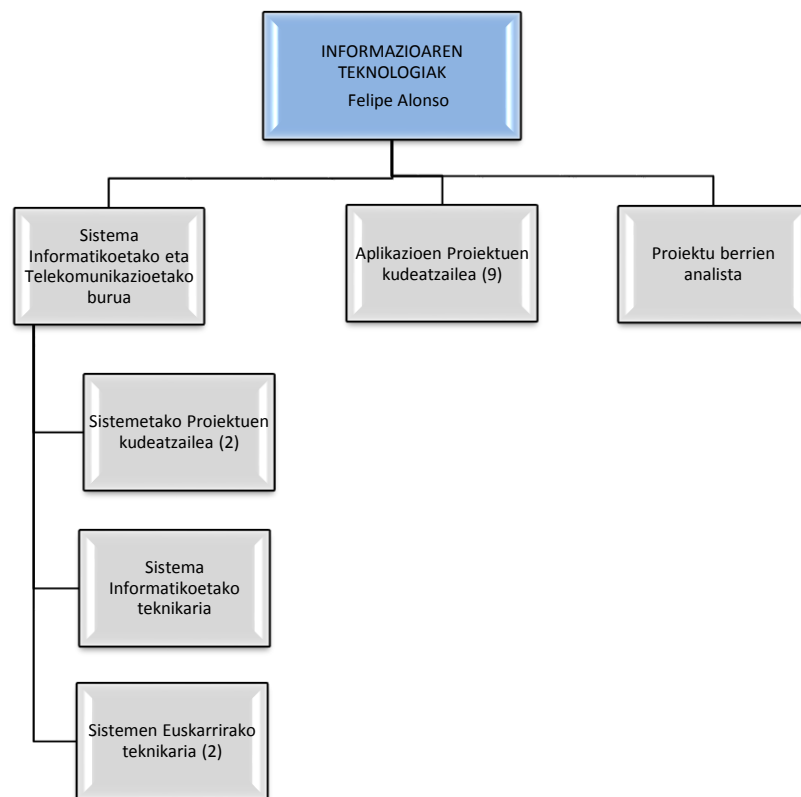 INFORMAZIOAREN
TEKNOLOGIAK
Felipe Alonso
Sistema
Informatikoetako eta
Telekomunikazioetako
burua
Aplikazioen Proiektuen
kudeatzailea (9)
Proiektu berrien
analista
Sistemetako Proiektuen
kudeatzailea (2)
Sistema
Informatikoetako
teknikaria
Sistemen Euskarrirako
teknikaria (2)